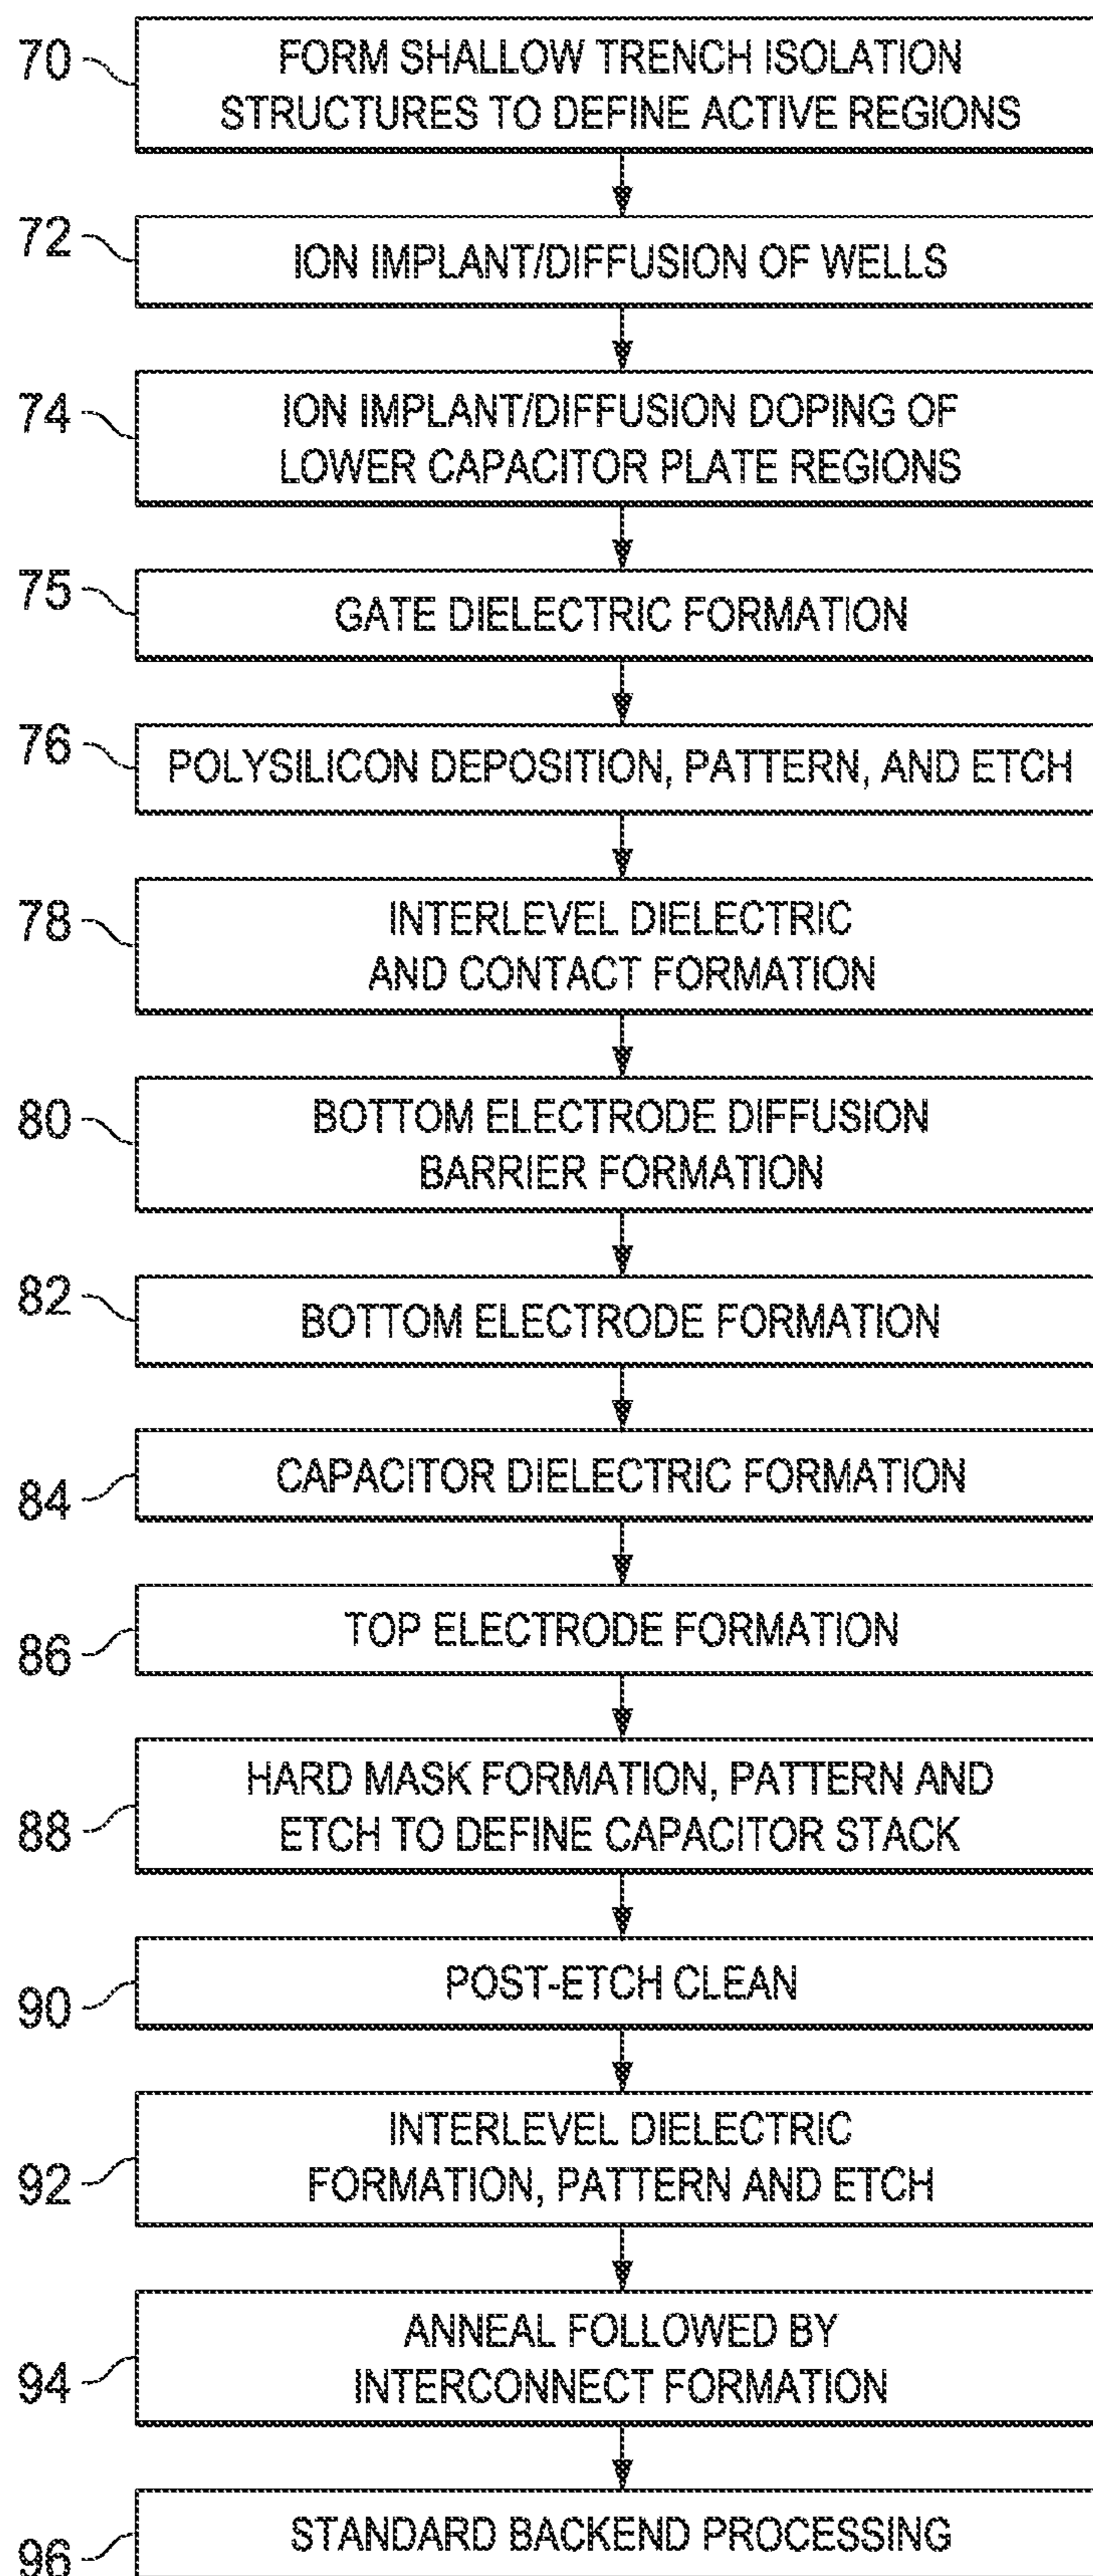 70
FORM SHALLOW TRENCH ISOLATION
STRUCTURES TO DEFINE ACTIVE REGIONS
72
ION IMPLANT/DIFFUSION OF WELLS
74
ION IMPLANT/DIFFUSION DOPING OF
LOWER CAPACITOR PLATE REGIONS
75
GATE DIELECTRIC FORMATION
76
POLYSILICON DEPOSITION, PATTERN, AND ETCH
78
INTERLEVEL DIELECTRIC
AND CONTACT FORMATION
80
BOTTOM ELECTRODE DIFFUSION
BARRIER FORMATION
82
BOTTOM ELECTRODE FORMATION
84
CAPACITOR DIELECTRIC FORMATION
86
TOP ELECTRODE FORMATION
88
HARD MASK FORMATION, PATTERN AND
ETCH TO DEFINE CAPACITOR STACK
90
POST-ETCH CLEAN
92
INTERLEVEL DIELECTRIC
FORMATION, PATTERN AND ETCH
94
ANNEAL FOLLOWED BY
INTERCONNECT FORMATION
96
STANDARD BACKEND PROCESSING